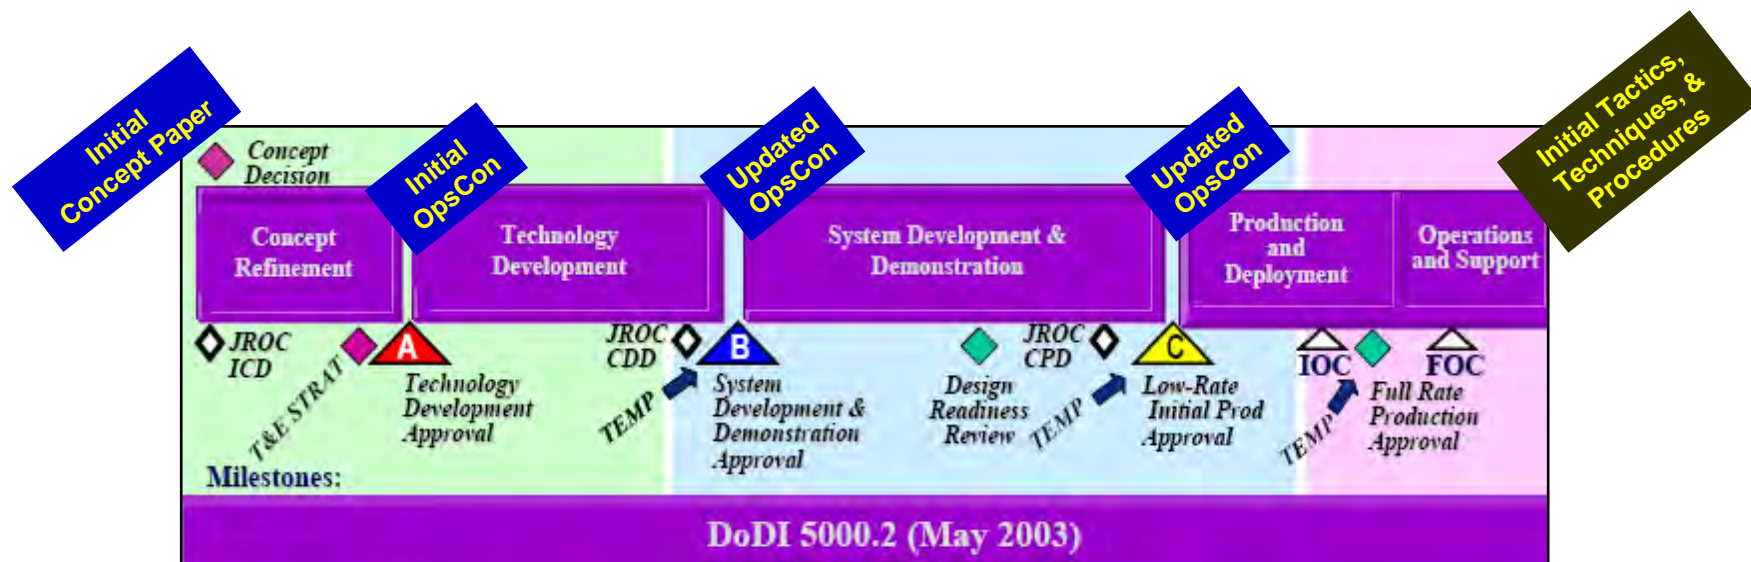 Initial
Concept Paper
Initial
OpsCon
Updated
OpsCon
Updated
OpsCon
Initial Tactics,
Techniques, &
Procedures
Concept
Decision
Concept
Refinement
Technology
Development
System Development &
Demonstration
Production
and
Deployment
Operations
and Support
JROC
ICD
T&E STRAT
A
Technology
Development
Approval
JROC
CDD
TEMP
B
System
Development &
Demonstration
Approval
Design
Readiness
Review
JROC
CPD
TEMP
C
Low-Rate
Initial Prod
Approval
IOC
TEMP
Full Rate
Production
Approval
FOC
Milestones:
DoDI 5000.2 (May 2003)